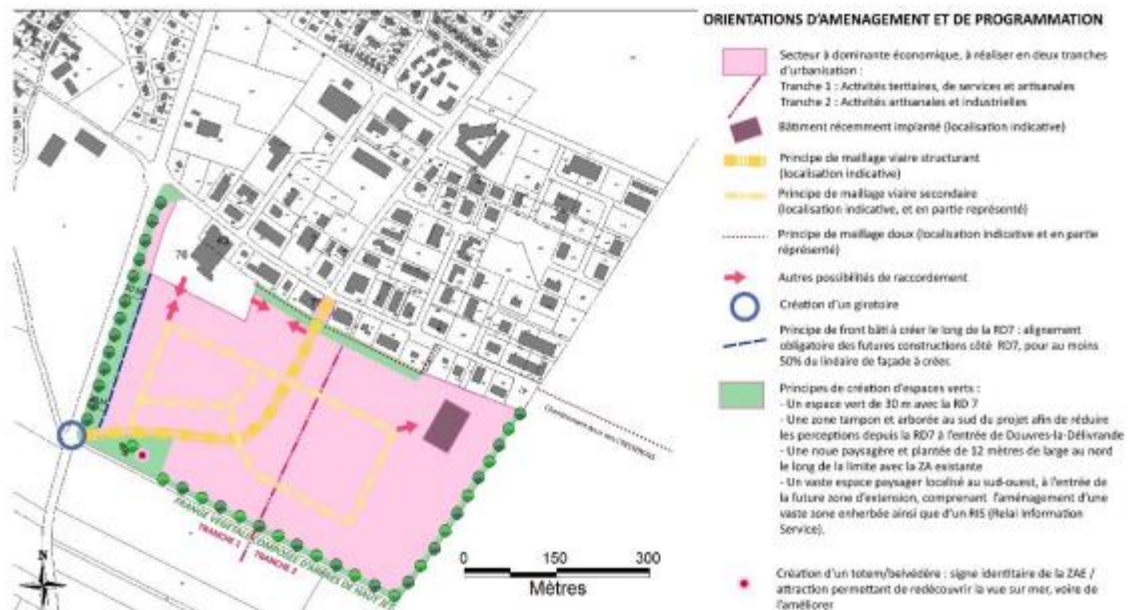 ORIENTATIONS D'AMENAGEMENT ET DE PROGRAMMATION
Secteur à dominante économique, à réaliser en deux tranches
d'urbanisation :
Tranche 1 : Activités tertiaires, de services et artisanales
Tranche 2 : Activités artisanales et industrielles
Bâtiment récemment implanté (localisation indicative)
Principe de maillage viaire structurant
(localisation indicative)
Principe de maillage viaire secondaire
(localisation indicative, et en partie représenté)
Principe de maillage doux (localisation indicative et en partie
réprésenté)
Autres possibilités de raccordement
Création d'un giratoire
Principe de front bâti à créer le long de la RD7 : alignement
obligatoire des futures constructions côté RD7, pour au moins
50% du linéaire de façade à créer.
Principes de création d'espaces verts :
- Un espace vert de 30 m avec la RD 7
- Une zone tampon et arborée au sud du projet afin de réduire
les perceptions depuis la RD7 à l'entrée de Douvres-la-Délivrande
- Une noue paysagère et plantée de 12 mètres de large au nord
le long de la limite avec la ZA existante
- Un vaste espace paysager localisé au sud-ouest, à l'entrée de
la future zone d'extension, comprenant l'aménagement d'une
vaste zone enherbée ainsi que d'un RIS (Relai Information
Service).
Création d'un totem/belvédère : signe identitaire de la ZAE /
attraction permettant de redécouvrir la vue sur mer, voire de
l'améliorer
76
FRANGE VEGETALE COMPOSÉE D'ARBRES DE HAUT JET
TRANCHE 1
TRANCHE 2
N
0 150 300
Mètres